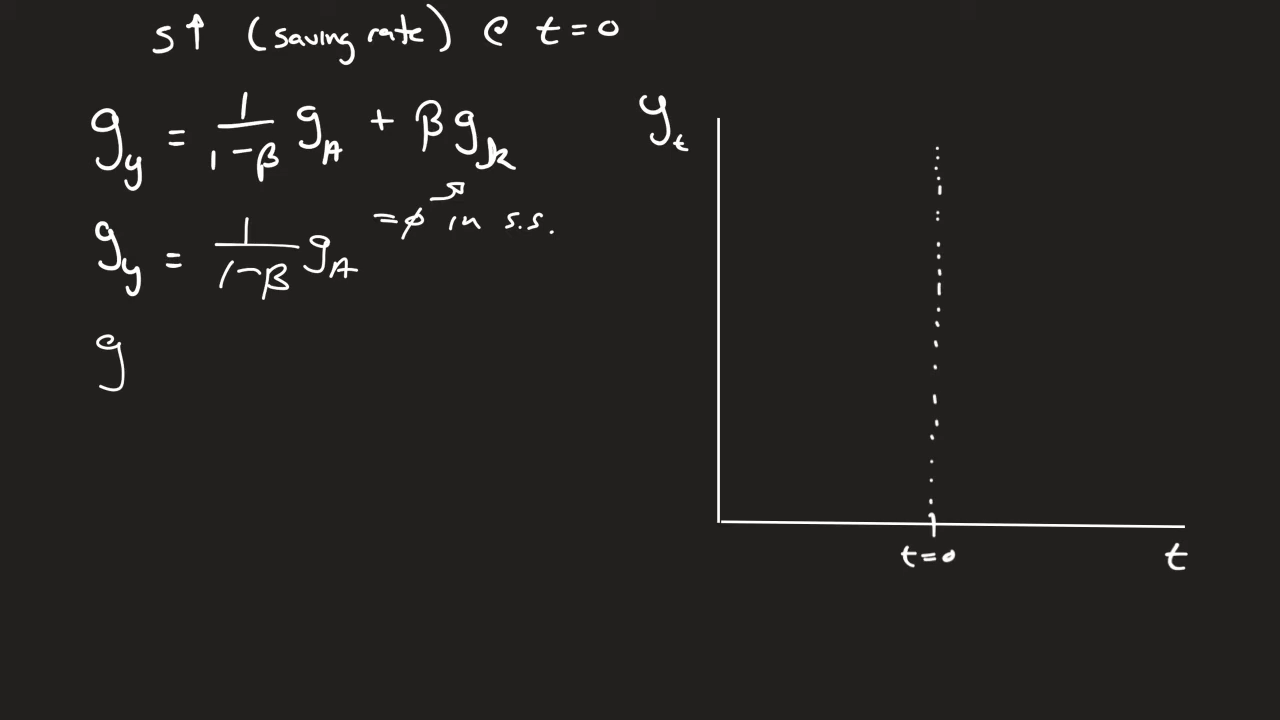 s↑ (saving rate) @ t=0
g_y = 1/(1-β) g_A + β g_k
=φ in s.s.
g_y = 1/(1-β) g_A
g
y_t
t=0
t